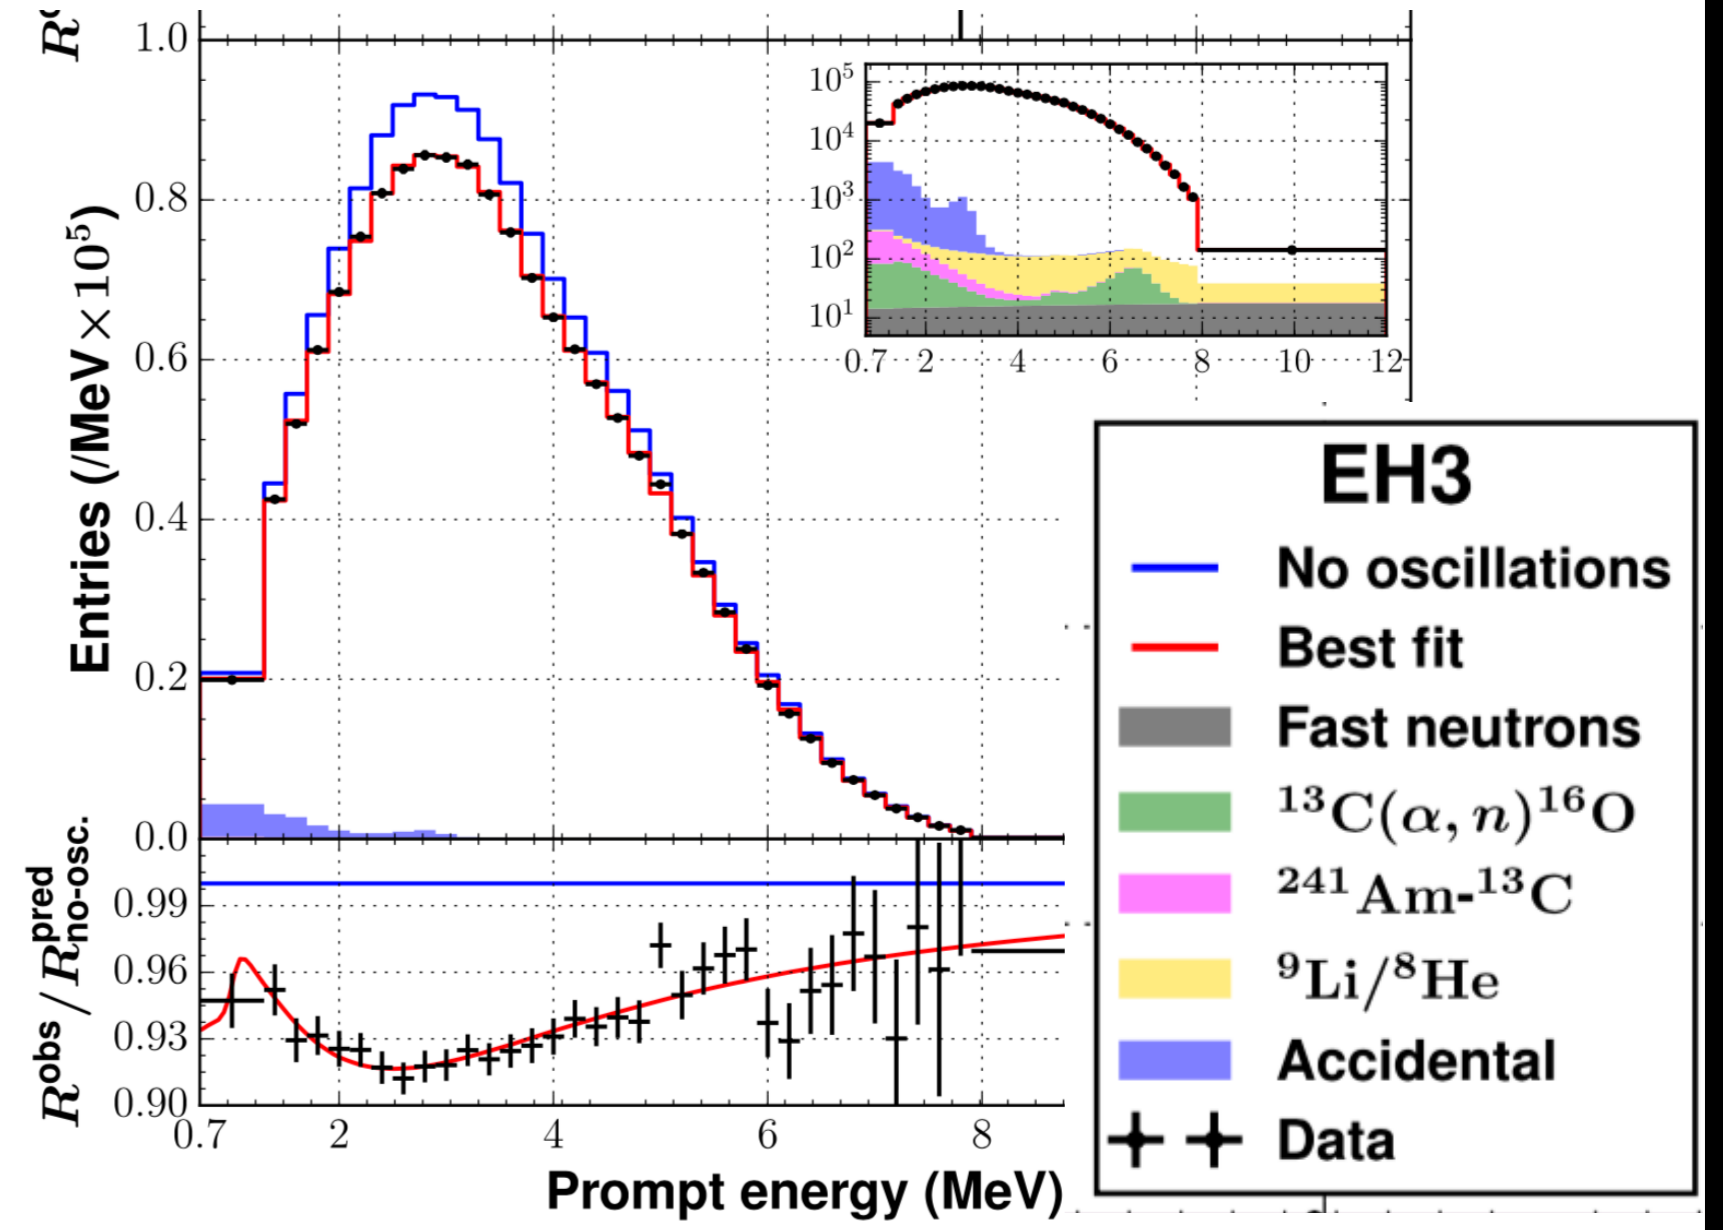 R
1.0
0.8
0.6
0.4
0.2
0.0
Entries (/MeV × 10⁵)
10⁵
10⁴
10³
10²
10¹
0.7 2 4 6 8 10 12
EH3
No oscillations
Best fit
Fast neutrons
¹³C(α, n)¹⁶O
²⁴¹Am-¹³C
⁹Li/⁸He
Accidental
Data
R^obs / R^pred_no-osc.
0.99
0.96
0.93
0.90
0.7 2 4 6 8
Prompt energy (MeV)